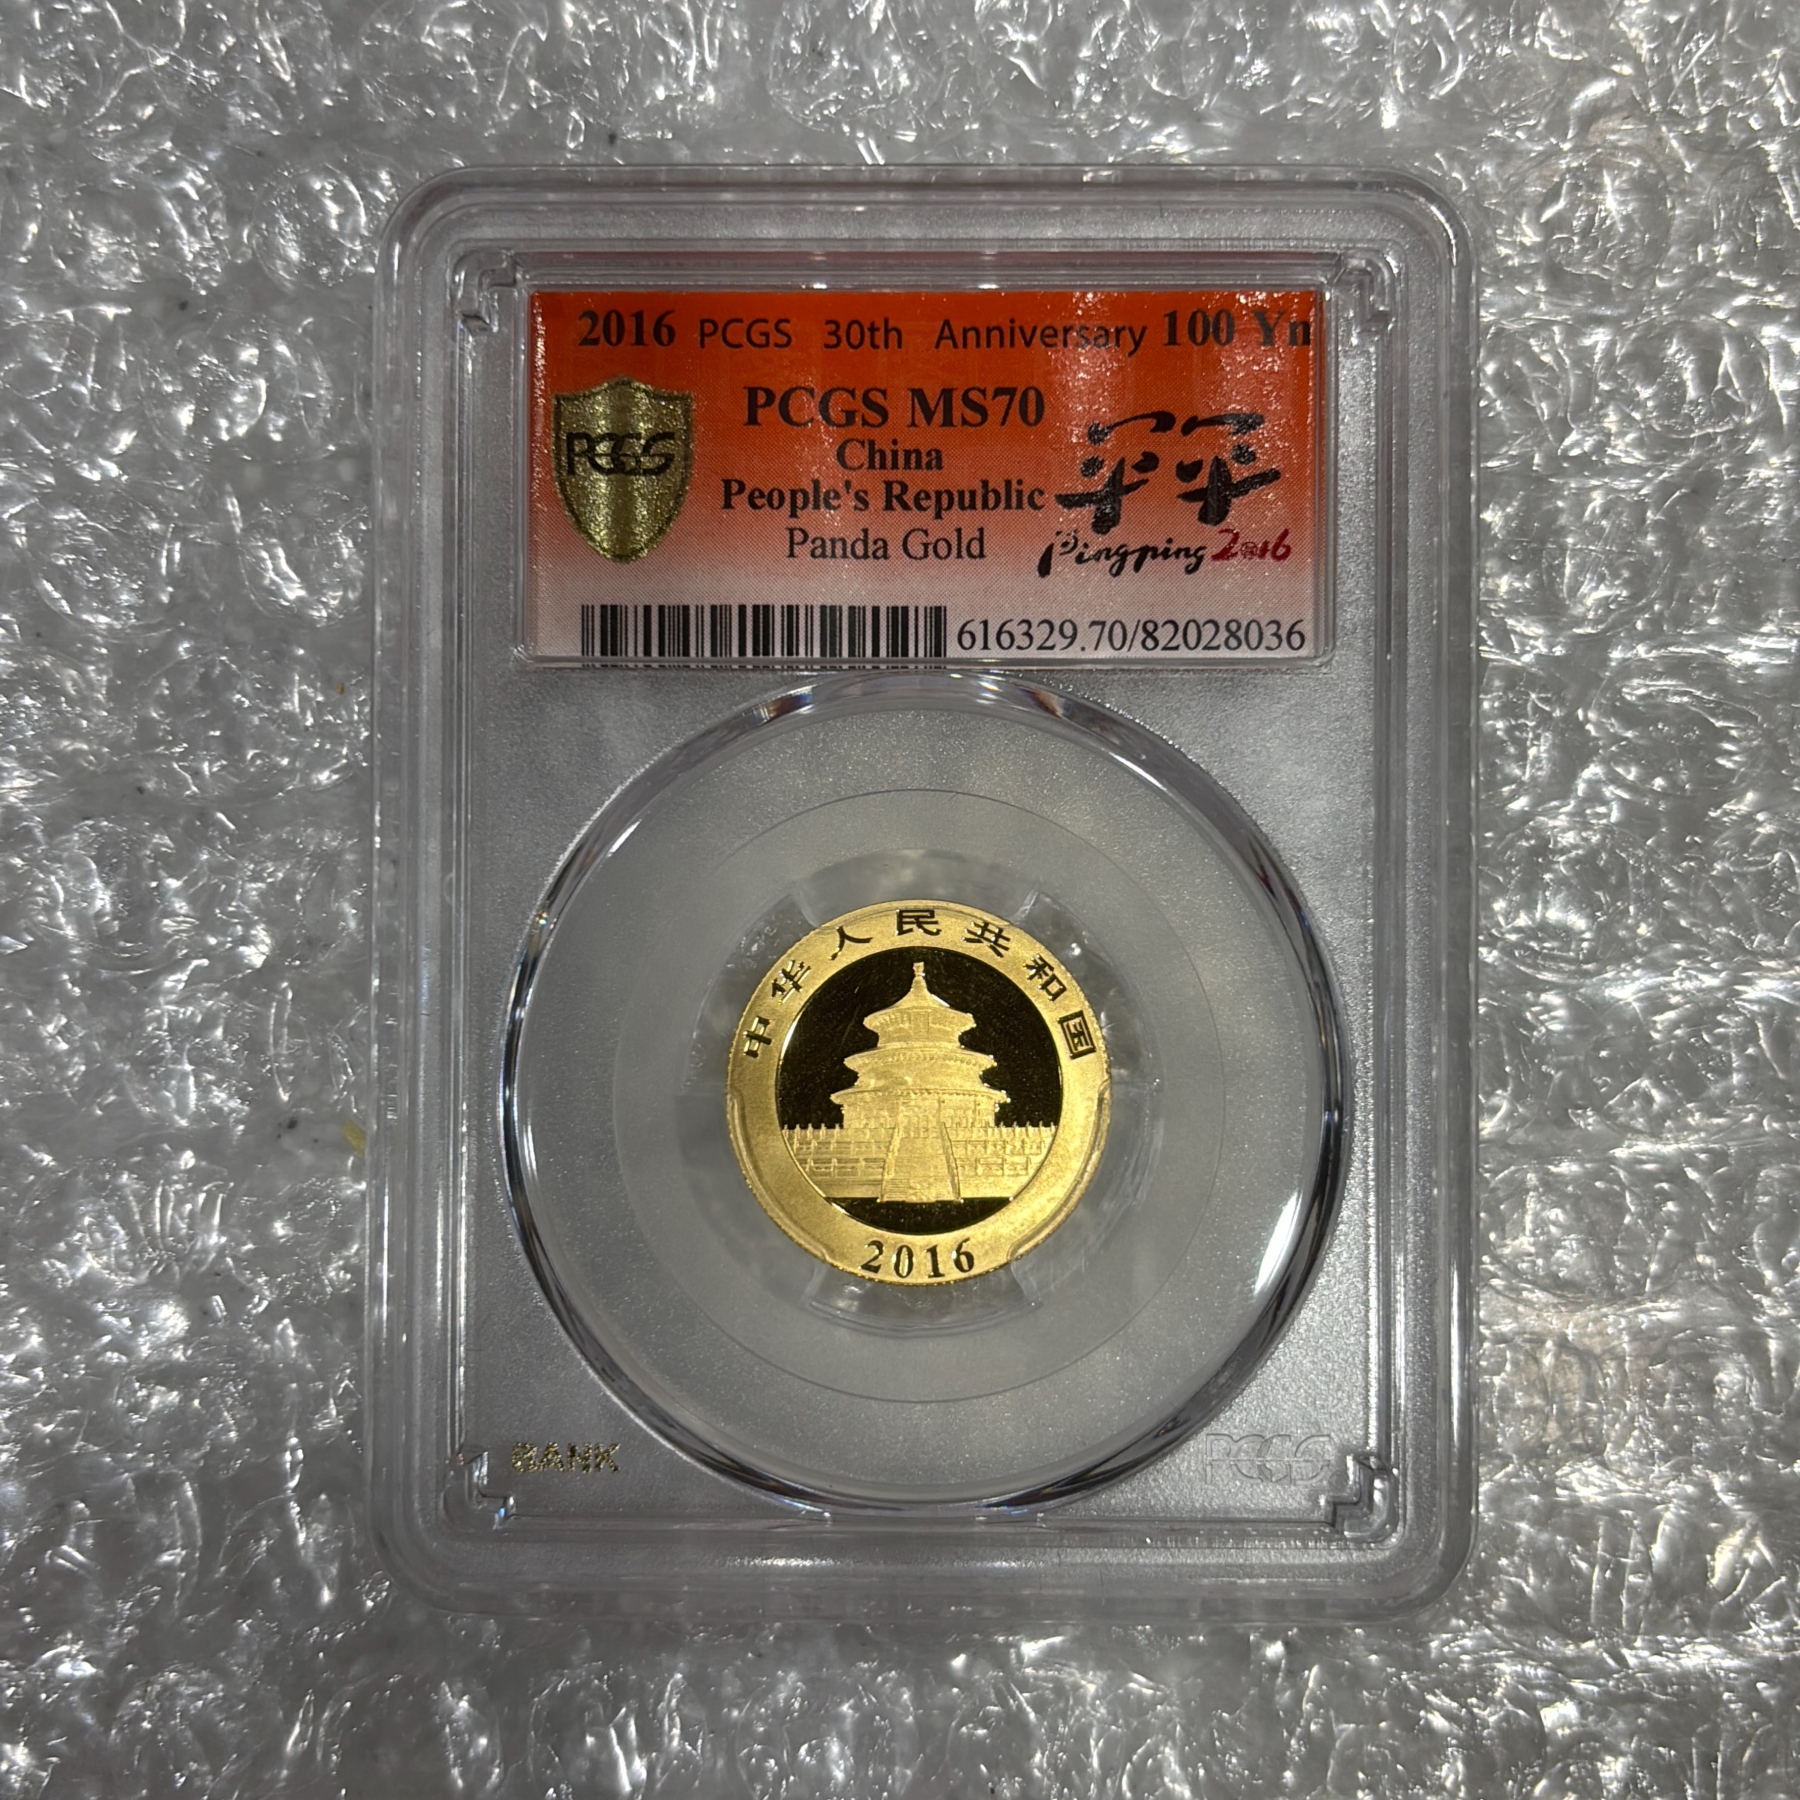 2016 PCGS 30th Anniversary 100 Yn
PCGS MS70
PCGS
China
People's Republic
Panda Gold
平平
Pingping 2016
616329.70/82028036
中华人民共和国
2016
BANK
PCGS